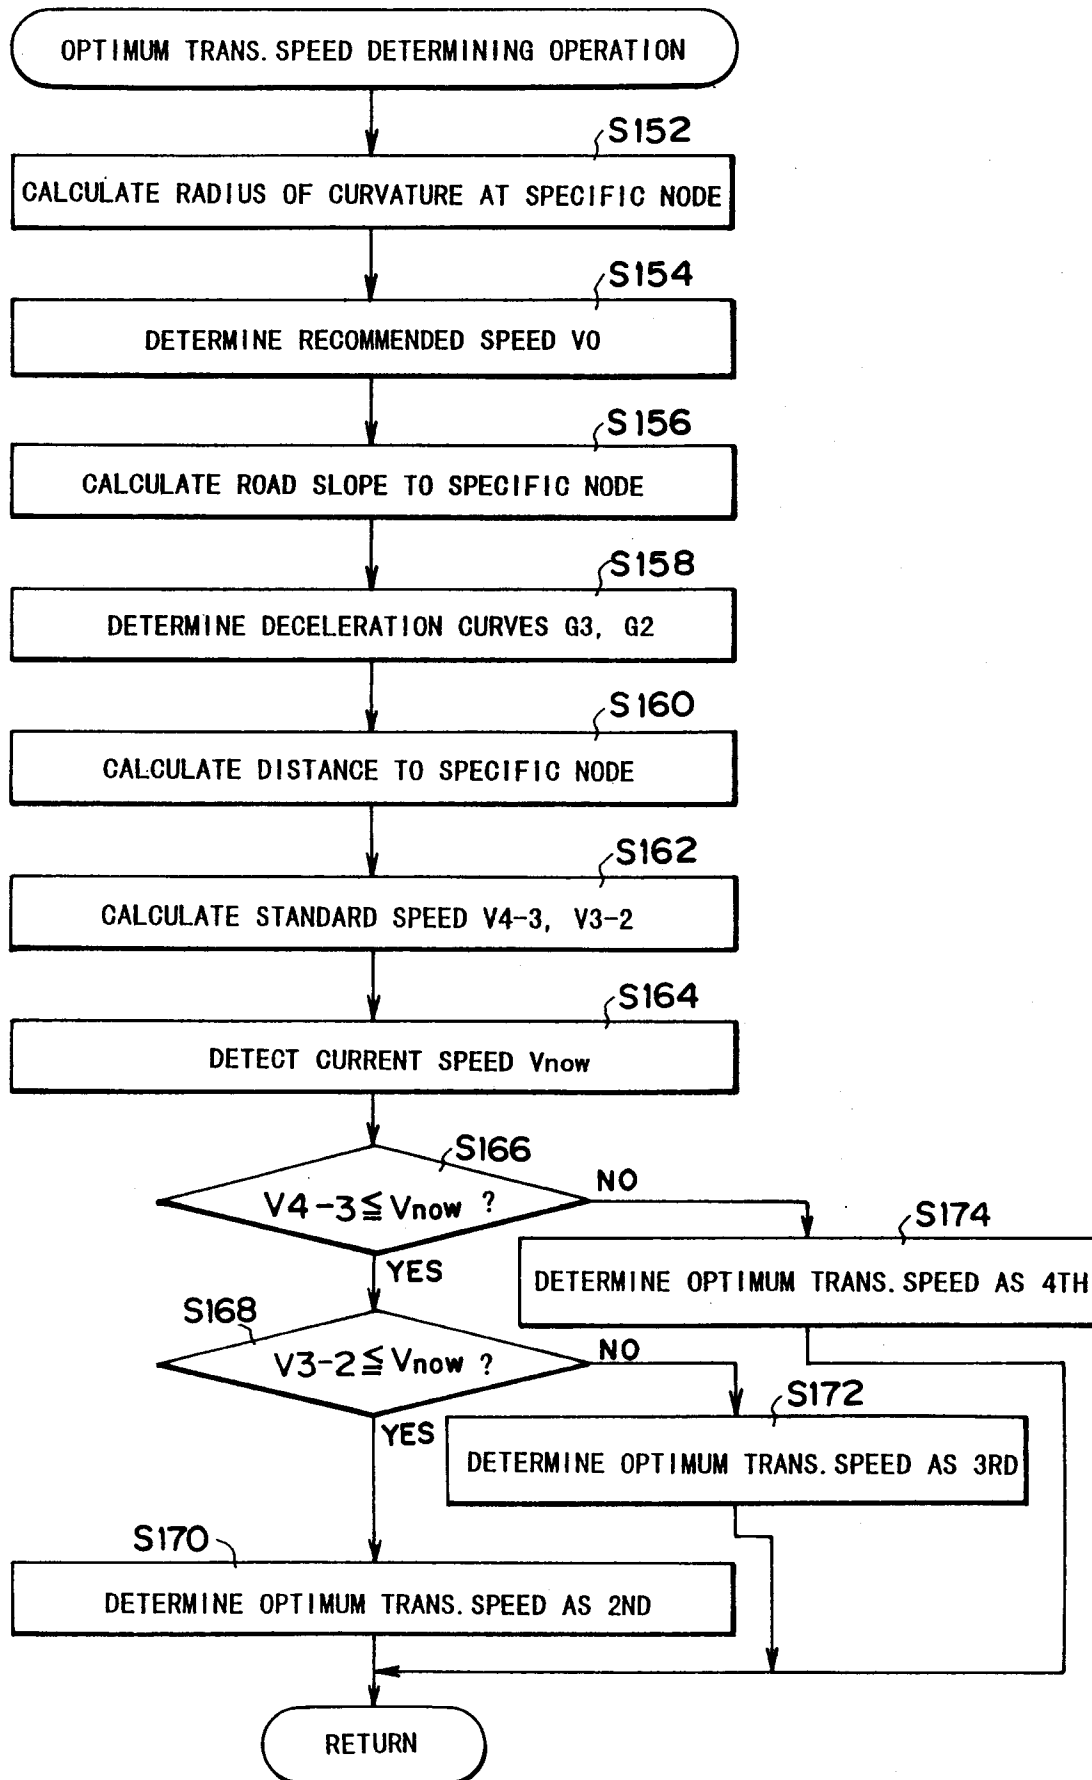 OPTIMUM TRANS. SPEED DETERMINING OPERATION
S152
CALCULATE RADIUS OF CURVATURE AT SPECIFIC NODE
S154
DETERMINE RECOMMENDED SPEED V0
S156
CALCULATE ROAD SLOPE TO SPECIFIC NODE
S158
DETERMINE DECELERATION CURVES G3, G2
S160
CALCULATE DISTANCE TO SPECIFIC NODE
S162
CALCULATE STANDARD SPEED V4-3, V3-2
S164
DETECT CURRENT SPEED Vnow
S166
V4-3≦Vnow ?
NO
YES
S174
DETERMINE OPTIMUM TRANS. SPEED AS 4TH
S168
V3-2≦Vnow ?
NO
YES
S172
DETERMINE OPTIMUM TRANS. SPEED AS 3RD
S170
DETERMINE OPTIMUM TRANS. SPEED AS 2ND
RETURN